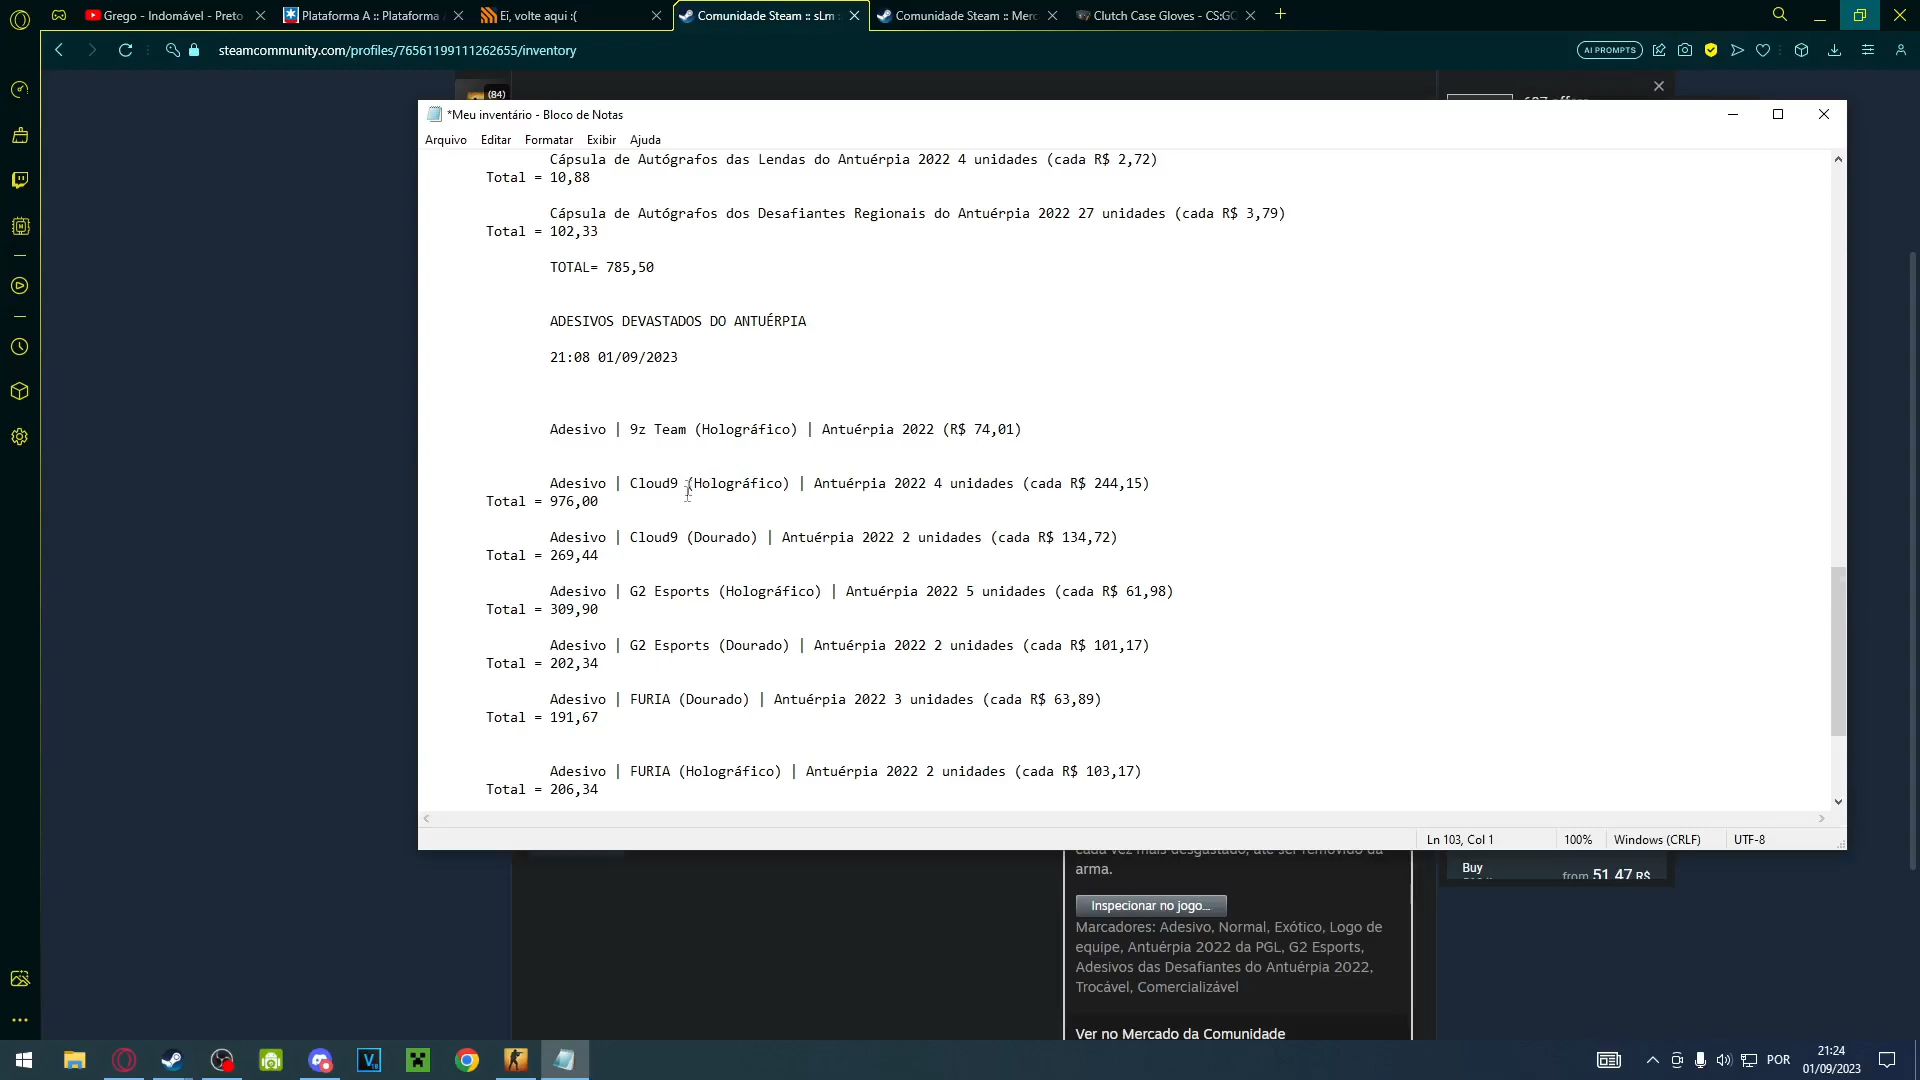 Grego - Indomável - Preto
Plataforma A :: Plataforma
Ei, volte aqui :(
Comunidade Steam :: sLm
Comunidade Steam :: Merc
Clutch Case Gloves - CS:GO
steamcommunity.com/profiles/76561199111262655/inventory
AI PROMPTS
(84)
*Meu inventário - Bloco de Notas
Arquivo Editar Formatar Exibir Ajuda
Cápsula de Autógrafos das Lendas do Antuérpia 2022 4 unidades (cada R$ 2,72)
Total = 10,88
Cápsula de Autógrafos dos Desafiantes Regionais do Antuérpia 2022 27 unidades (cada R$ 3,79)
Total = 102,33
TOTAL= 785,50
ADESIVOS DEVASTADOS DO ANTUÉRPIA
21:08 01/09/2023
Adesivo | 9z Team (Holográfico) | Antuérpia 2022 (R$ 74,01)
Adesivo | Cloud9 (Holográfico) | Antuérpia 2022 4 unidades (cada R$ 244,15)
Total = 976,00
Adesivo | Cloud9 (Dourado) | Antuérpia 2022 2 unidades (cada R$ 134,72)
Total = 269,44
Adesivo | G2 Esports (Holográfico) | Antuérpia 2022 5 unidades (cada R$ 61,98)
Total = 309,90
Adesivo | G2 Esports (Dourado) | Antuérpia 2022 2 unidades (cada R$ 101,17)
Total = 202,34
Adesivo | FURIA (Dourado) | Antuérpia 2022 3 unidades (cada R$ 63,89)
Total = 191,67
Adesivo | FURIA (Holográfico) | Antuérpia 2022 2 unidades (cada R$ 103,17)
Total = 206,34
Ln 103, Col 1 100% Windows (CRLF) UTF-8
cada vez mais desgastado, até ser removido da
arma.
Buy
from 51,47 R$
Inspecionar no jogo...
Marcadores: Adesivo, Normal, Exótico, Logo de
equipe, Antuérpia 2022 da PGL, G2 Esports,
Adesivos das Desafiantes do Antuérpia 2022,
Trocável, Comercializável
Ver no Mercado da Comunidade
POR
21:24
01/09/2023